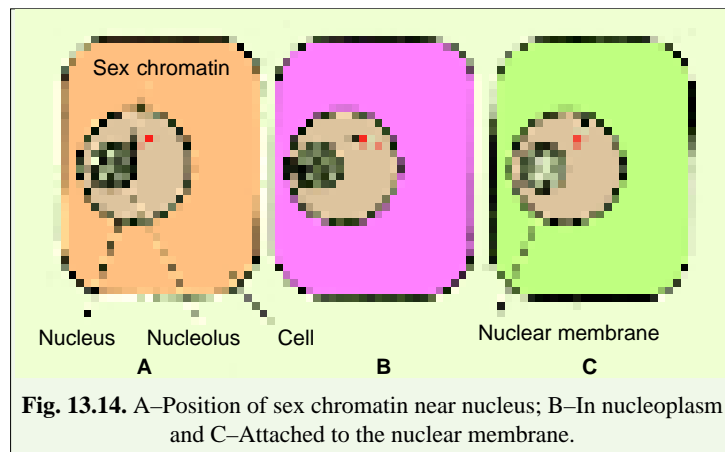 Sex chromatin
Nucleus Nucleolus Cell Nuclear membrane
A B C
Fig. 13.14. A–Position of sex chromatin near nucleus; B–In nucleoplasm
and C–Attached to the nuclear membrane.